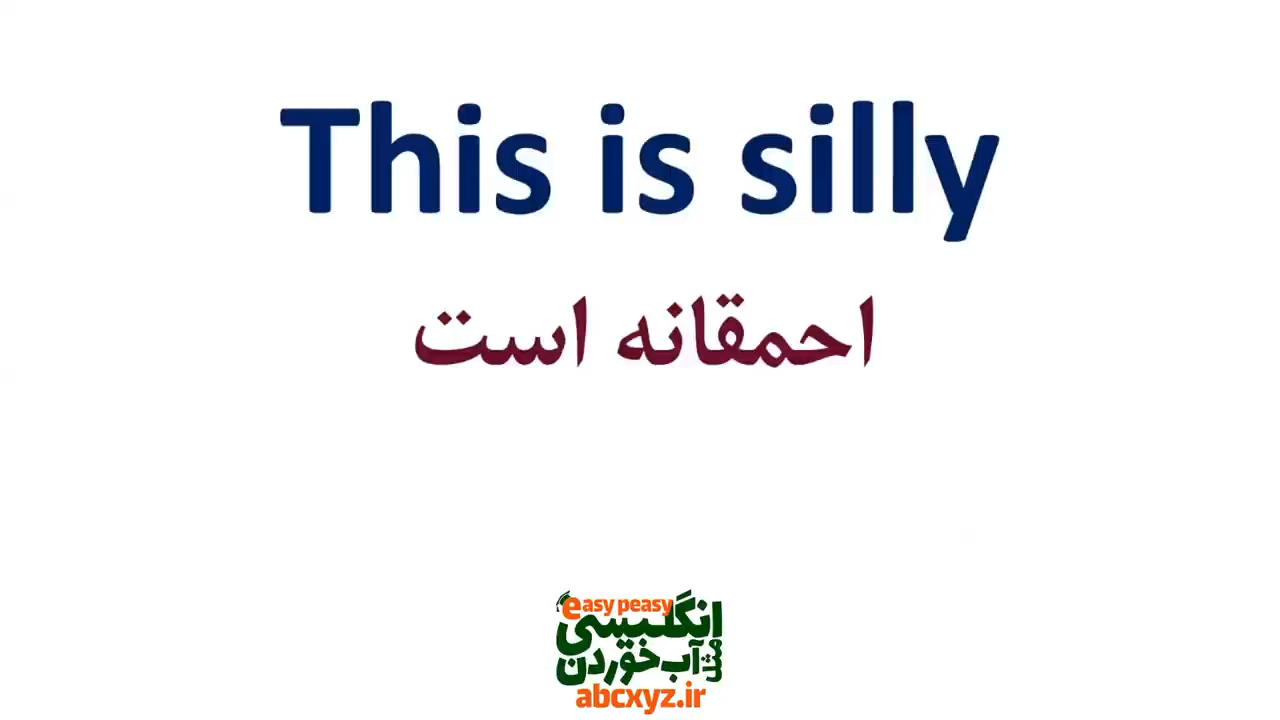 This is silly
احمقانه است
easy peasy
انگلیسی
مثل
آب خوردن
abcxyz.ir